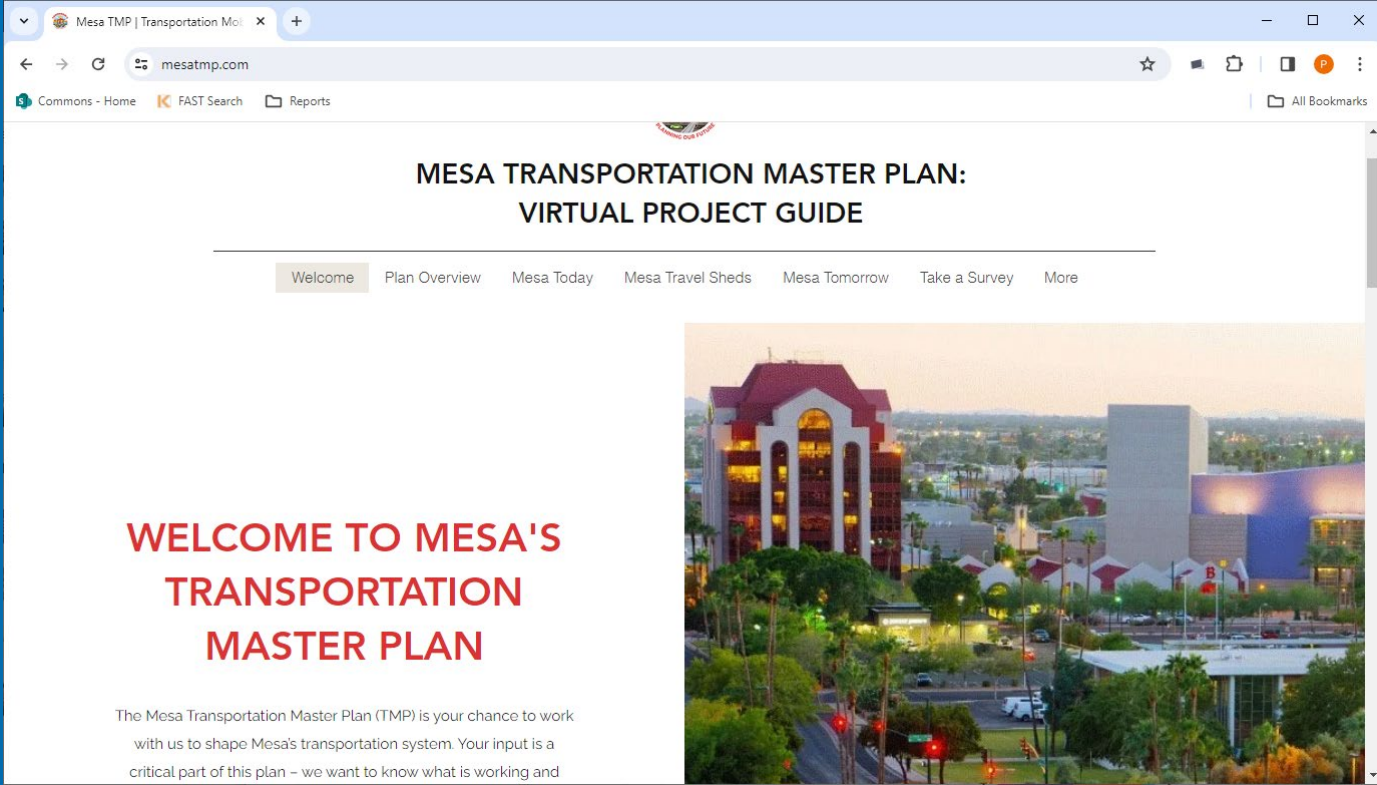 Mesa TMP | Transportation Mo
mesatmp.com
P
S
Commons - Home
FAST Search
Reports
All Bookmarks
PLANNING OUR FUTURE
MESA TRANSPORTATION MASTER PLAN:
VIRTUAL PROJECT GUIDE
Welcome
Plan Overview
Mesa Today
Mesa Travel Sheds
Mesa Tomorrow
Take a Survey
More
WELCOME TO MESA'S
TRANSPORTATION
MASTER PLAN
The Mesa Transportation Master Plan (TMP) is your chance to work
with us to shape Mesa's transportation system. Your input is a
critical part of this plan – we want to know what is working and
B